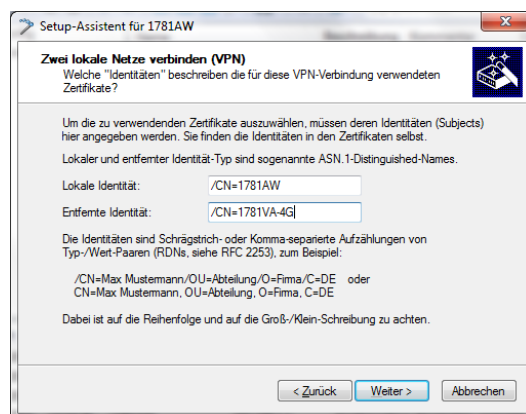 Setup-Assistent für 1781AW
Zwei lokale Netze verbinden (VPN)
Welche "Identitäten" beschreiben die für diese VPN-Verbindung verwendeten
Zertifikate?
Um die zu verwendenden Zertifikate auszuwählen, müssen deren Identitäten (Subjects)
hier angegeben werden. Sie finden die Identitäten in den Zertifikaten selbst.
Lokaler und entfernter Identität-Typ sind sogenannte ASN.1-Distinguished-Names.
Lokale Identität: /CN=1781AW
Entfernte Identität: /CN=1781VA-4G
Die Identitäten sind Schrägstrich- oder Komma-separierte Aufzählungen von
Typ-/Wert-Paaren (RDNs, siehe RFC 2253), zum Beispiel:
/CN=Max Mustermann/OU=Abteilung/O=Firma/C=DE oder
CN=Max Mustermann, OU=Abteilung, O=Firma, C=DE
Dabei ist auf die Reihenfolge und auf die Groß-/Klein-Schreibung zu achten.
< Zurück Weiter > Abbrechen